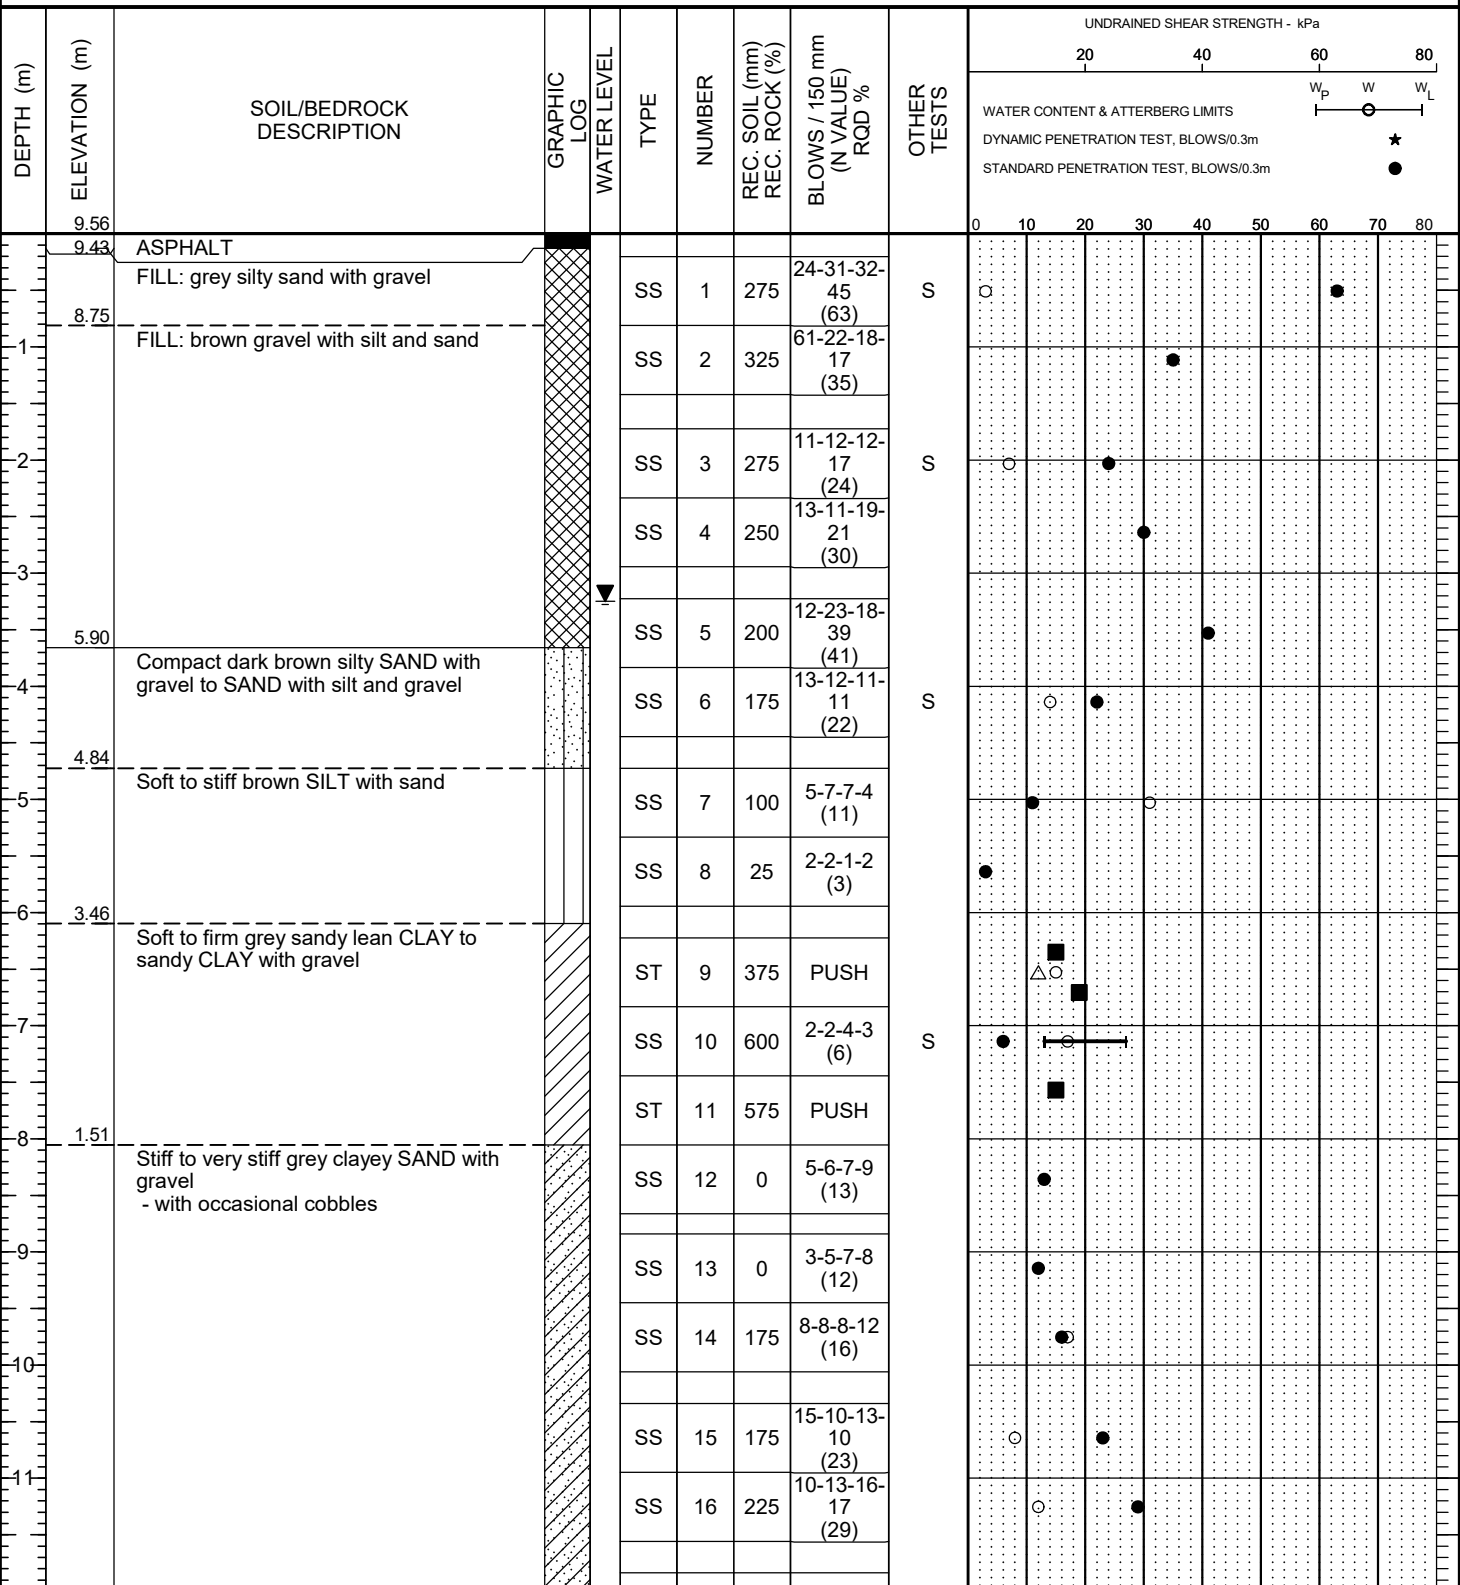 DEPTH (m)
ELEVATION (m)
SOIL/BEDROCK
DESCRIPTION
GRAPHIC
LOG
WATER LEVEL
TYPE
NUMBER
REC. SOIL (mm)
REC. ROCK (%)
BLOWS / 150 mm
(N VALUE)
RQD %
OTHER
TESTS
UNDRAINED SHEAR STRENGTH - kPa
20 40 60 80
WP W WL
WATER CONTENT & ATTERBERG LIMITS
DYNAMIC PENETRATION TEST, BLOWS/0.3m
STANDARD PENETRATION TEST, BLOWS/0.3m
0 10 20 30 40 50 60 70 80
9.56
9.43 ASPHALT
FILL: grey silty sand with gravel
SS 1 275 24-31-32-
45
(63)
S
8.75
FILL: brown gravel with silt and sand
1
SS 2 325 61-22-18-
17
(35)
2
SS 3 275 11-12-12-
17
(24)
S
SS 4 250 13-11-19-
21
(30)
3
SS 5 200 12-23-18-
39
(41)
5.90
Compact dark brown silty SAND with
gravel to SAND with silt and gravel
4
SS 6 175 13-12-11-
11
(22)
S
4.84
Soft to stiff brown SILT with sand
5
SS 7 100 5-7-7-4
(11)
SS 8 25 2-2-1-2
(3)
6
3.46
Soft to firm grey sandy lean CLAY to
sandy CLAY with gravel
ST 9 375 PUSH
7
SS 10 600 2-2-4-3
(6)
S
ST 11 575 PUSH
8
1.51
Stiff to very stiff grey clayey SAND with
gravel
- with occasional cobbles
SS 12 0 5-6-7-9
(13)
9
SS 13 0 3-5-7-8
(12)
SS 14 175 8-8-8-12
(16)
10
SS 15 175 15-10-13-
10
(23)
11
SS 16 225 10-13-16-
17
(29)